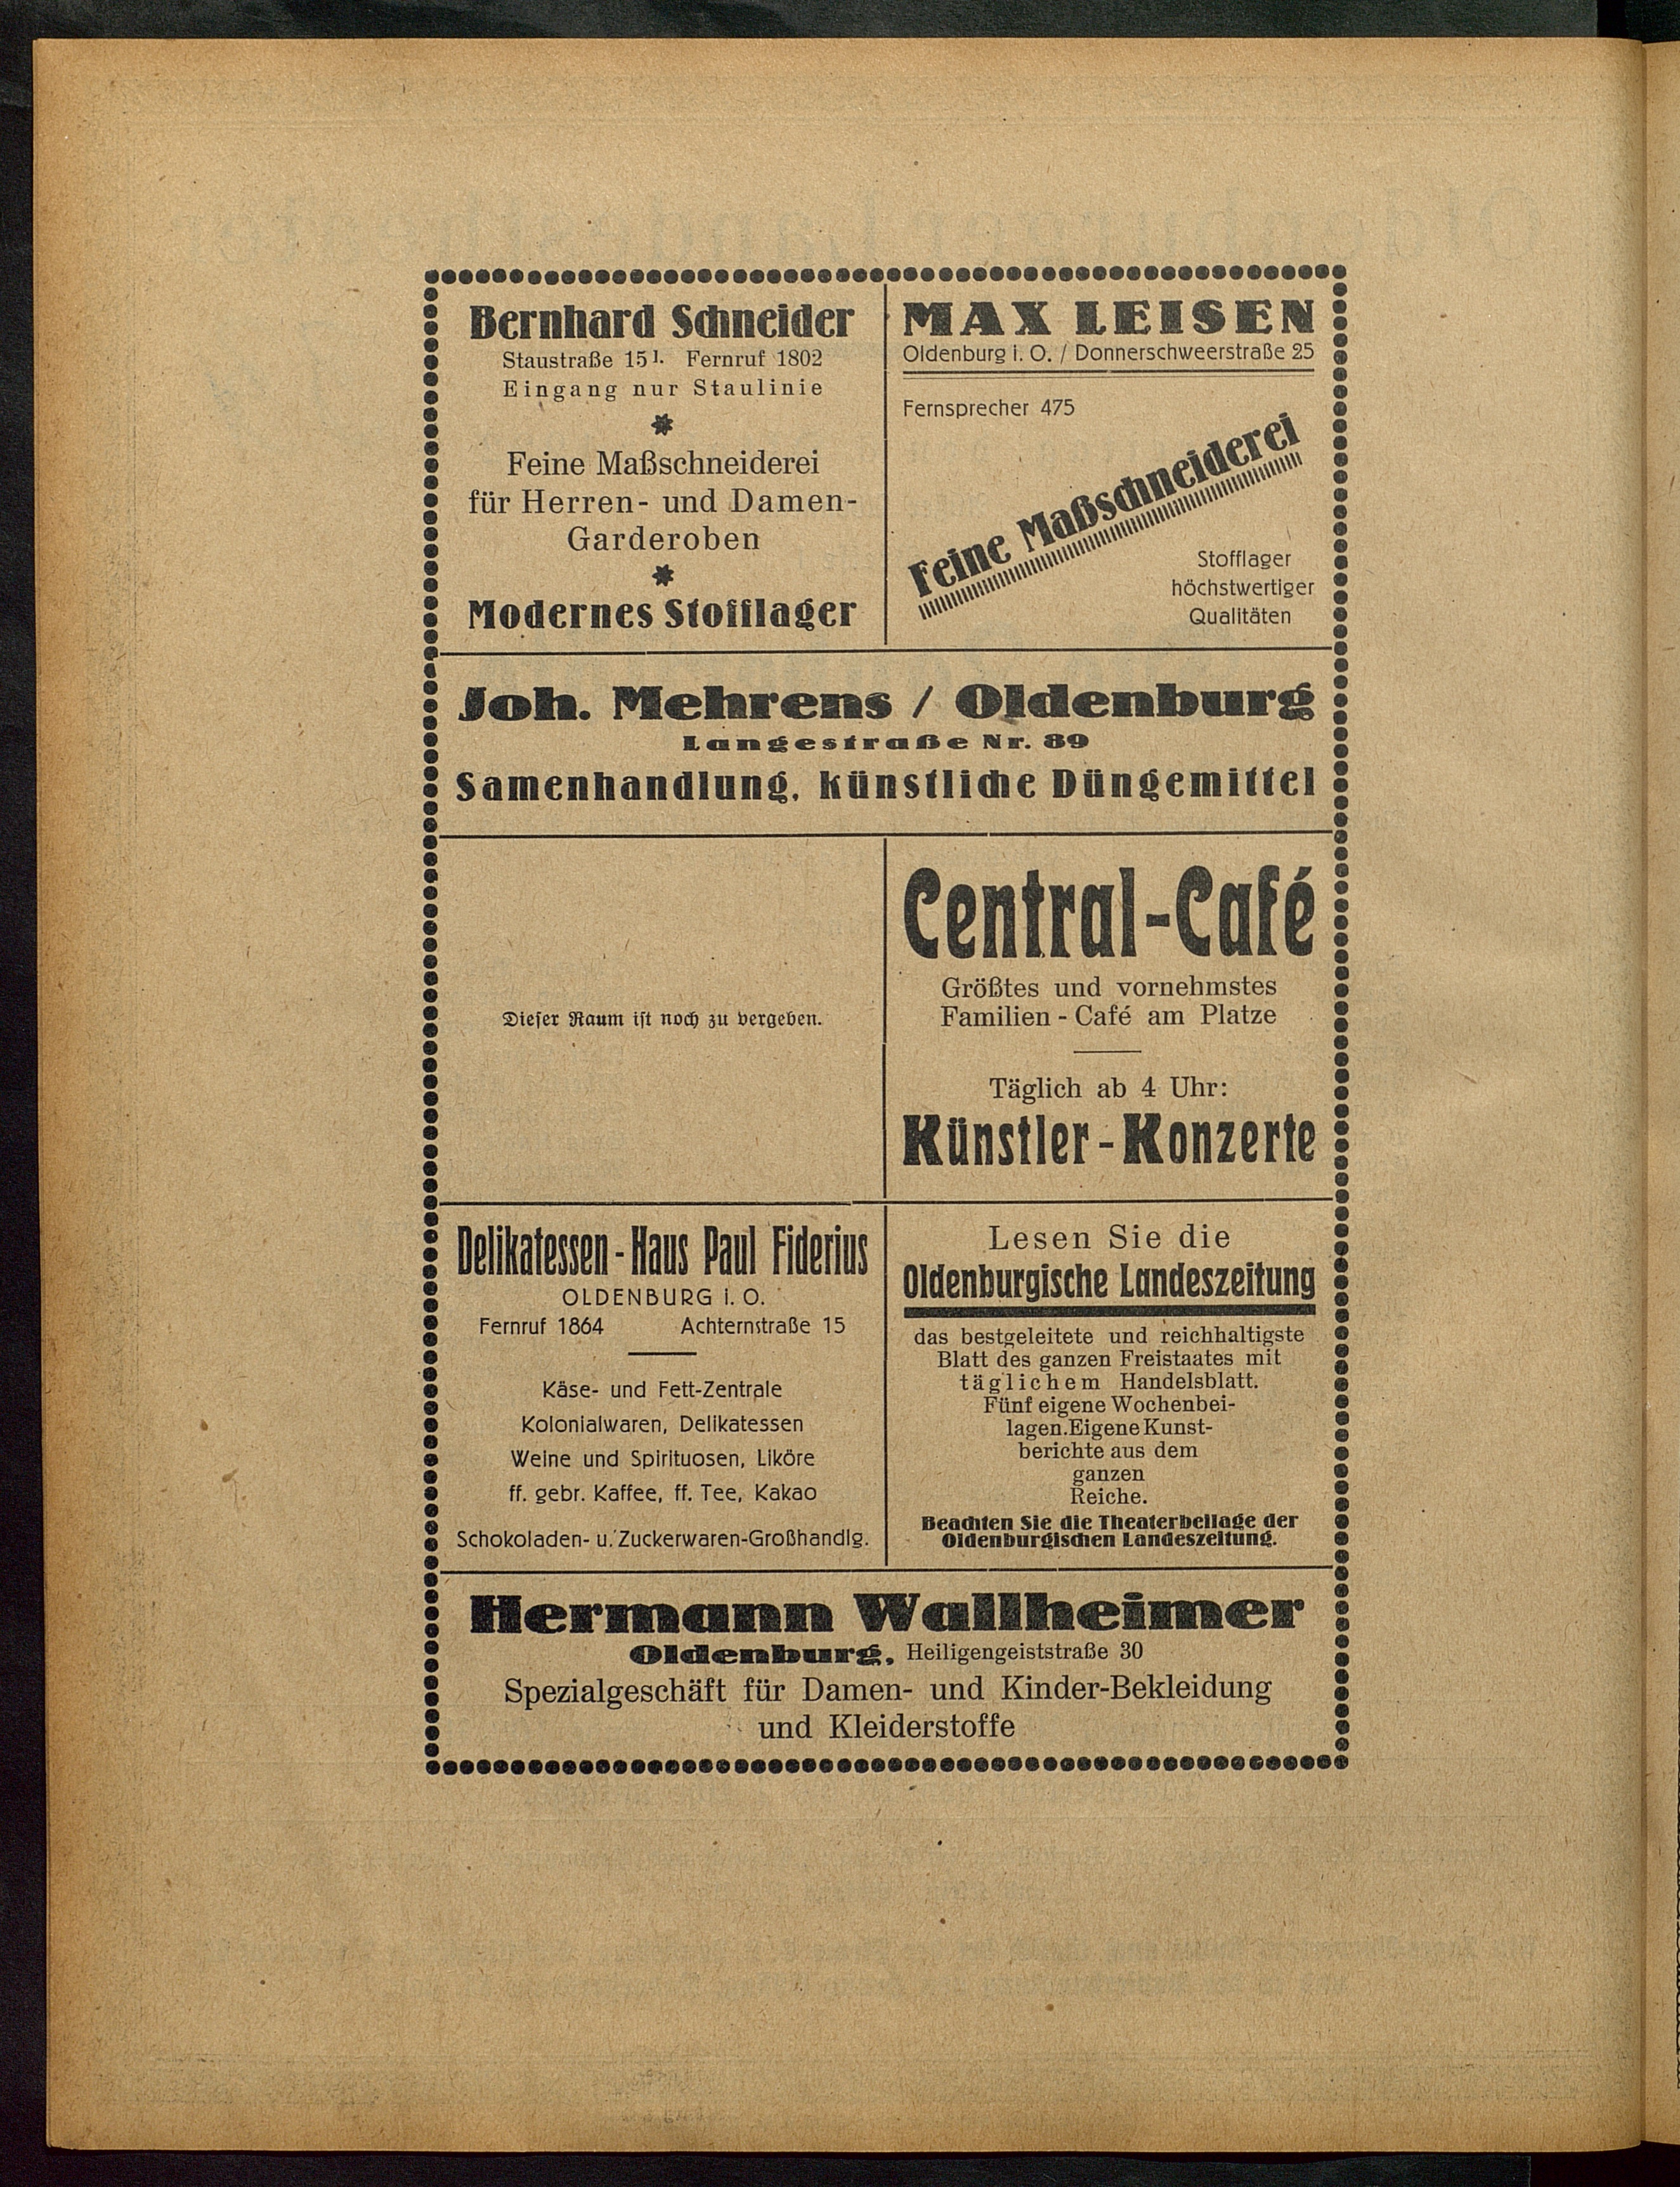 Bernhard Schneider
Staustraße 15 I. Fernruf 1802
Eingang nur Staulinie
Feine Maßschneiderei
für Herren- und Damen-
Garderoben
Modernes Stofflager
MAX LEISEN
Oldenburg i. O. / Donnerschweerstraße 25
Fernsprecher 475
Feine Maßschneiderei
Stofflager
höchstwertiger
Qualitäten
Joh. Mehrens / Oldenburg
Langestraße Nr. 89
Samenhandlung, künstliche Düngemittel
Dieser Raum ist noch zu vergeben.
Central-Café
Größtes und vornehmstes
Familien-Café am Platze
Täglich ab 4 Uhr:
Künstler-Konzerte
Delikatessen-Haus Paul Fiderius
OLDENBURG i. O.
Fernruf 1864 Achternstraße 15
Käse- und Fett-Zentrale
Kolonialwaren, Delikatessen
Weine und Spirituosen, Liköre
ff. gebr. Kaffee, ff. Tee, Kakao
Schokoladen- u. Zuckerwaren-Großhandlg.
Lesen Sie die
Oldenburgische Landeszeitung
das bestgeleitete und reichhaltigste
Blatt des ganzen Freistaates mit
täglichem Handelsblatt.
Fünf eigene Wochenbei-
lagen. Eigene Kunst-
berichte aus dem
ganzen
Reiche.
Beachten Sie die Theaterbeilage der
Oldenburgischen Landeszeitung.
Hermann Wallheimer
Oldenburg, Heiligengeiststraße 30
Spezialgeschäft für Damen- und Kinder-Bekleidung
und Kleiderstoffe